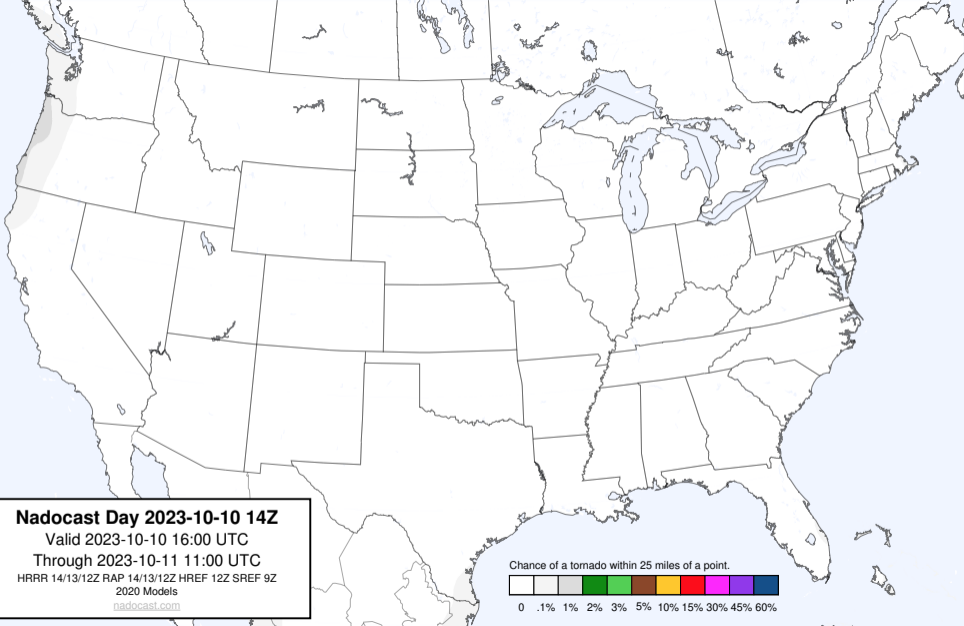 Nadocast Day 2023-10-10 14Z
Valid 2023-10-10 16:00 UTC
Through 2023-10-11 11:00 UTC
HRRR 14/13/12Z RAP 14/13/12Z HREF 12Z SREF 9Z
2020 Models
nadocast.com
Chance of a tornado within 25 miles of a point.
0 .1% 1% 2% 3% 5% 10% 15% 30% 45% 60%